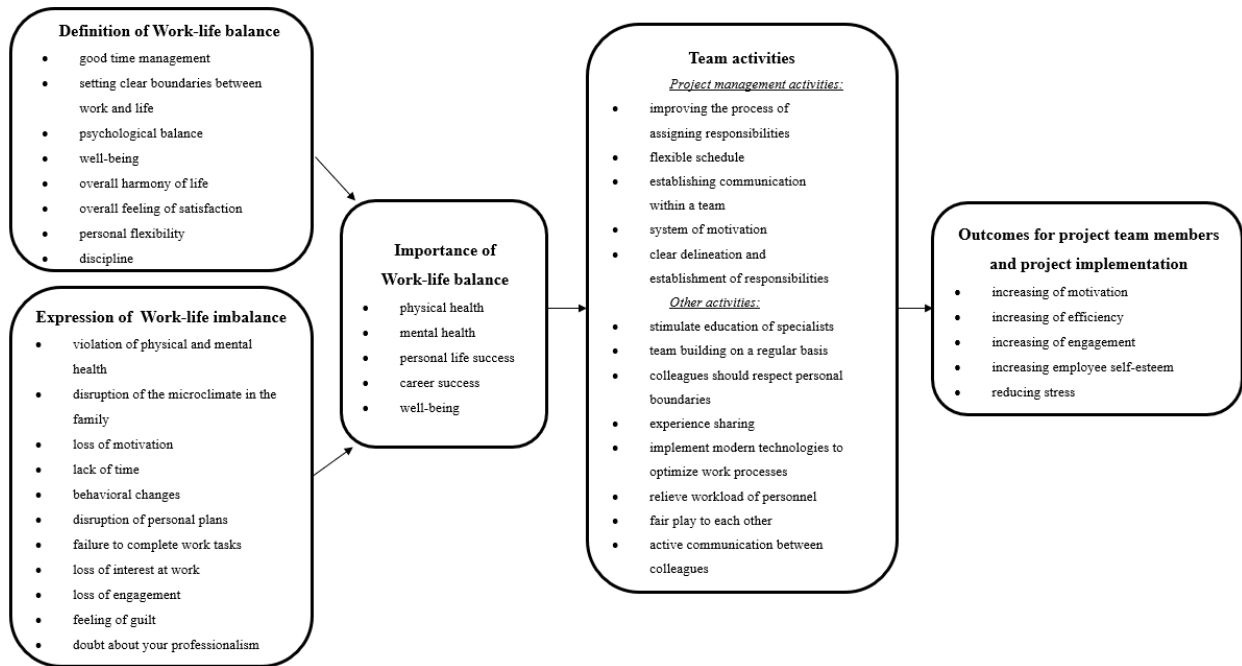 Definition of Work-life balance
• good time management
• setting clear boundaries between
work and life
• psychological balance
• well-being
• overall harmony of life
• overall feeling of satisfaction
• personal flexibility
• discipline
Expression of Work-life imbalance
• violation of physical and mental
health
• disruption of the microclimate in the
family
• loss of motivation
• lack of time
• behavioral changes
• disruption of personal plans
• failure to complete work tasks
• loss of interest at work
• loss of engagement
• feeling of guilt
• doubt about your professionalism
Importance of
Work-life balance
• physical health
• mental health
• personal life success
• career success
• well-being
Team activities
Project management activities:
• improving the process of
assigning responsibilities
• flexible schedule
• establishing communication
within a team
• system of motivation
• clear delineation and
establishment of responsibilities
Other activities:
• stimulate education of specialists
• team building on a regular basis
• colleagues should respect personal
boundaries
• experience sharing
• implement modern technologies to
optimize work processes
• relieve workload of personnel
• fair play to each other
• active communication between
colleagues
Outcomes for project team members
and project implementation
• increasing of motivation
• increasing of efficiency
• increasing of engagement
• increasing employee self-esteem
• reducing stress